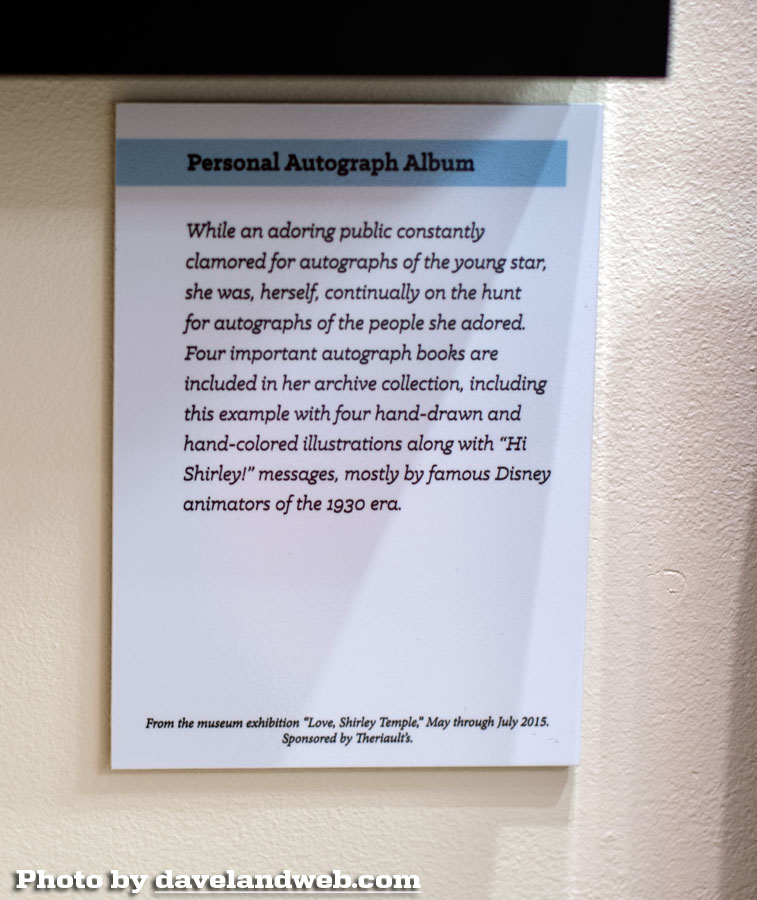 Personal Autograph Album
While an adoring public constantly
clamored for autographs of the young star,
she was, herself, continually on the hunt
for autographs of the people she adored.
Four important autograph books are
included in her archive collection, including
this example with four hand-drawn and
hand-colored illustrations along with “Hi
Shirley!” messages, mostly by famous Disney
animators of the 1930 era.
From the museum exhibition “Love, Shirley Temple,” May through July 2015.
Sponsored by Theriault’s.
Photo by davelandweb.com